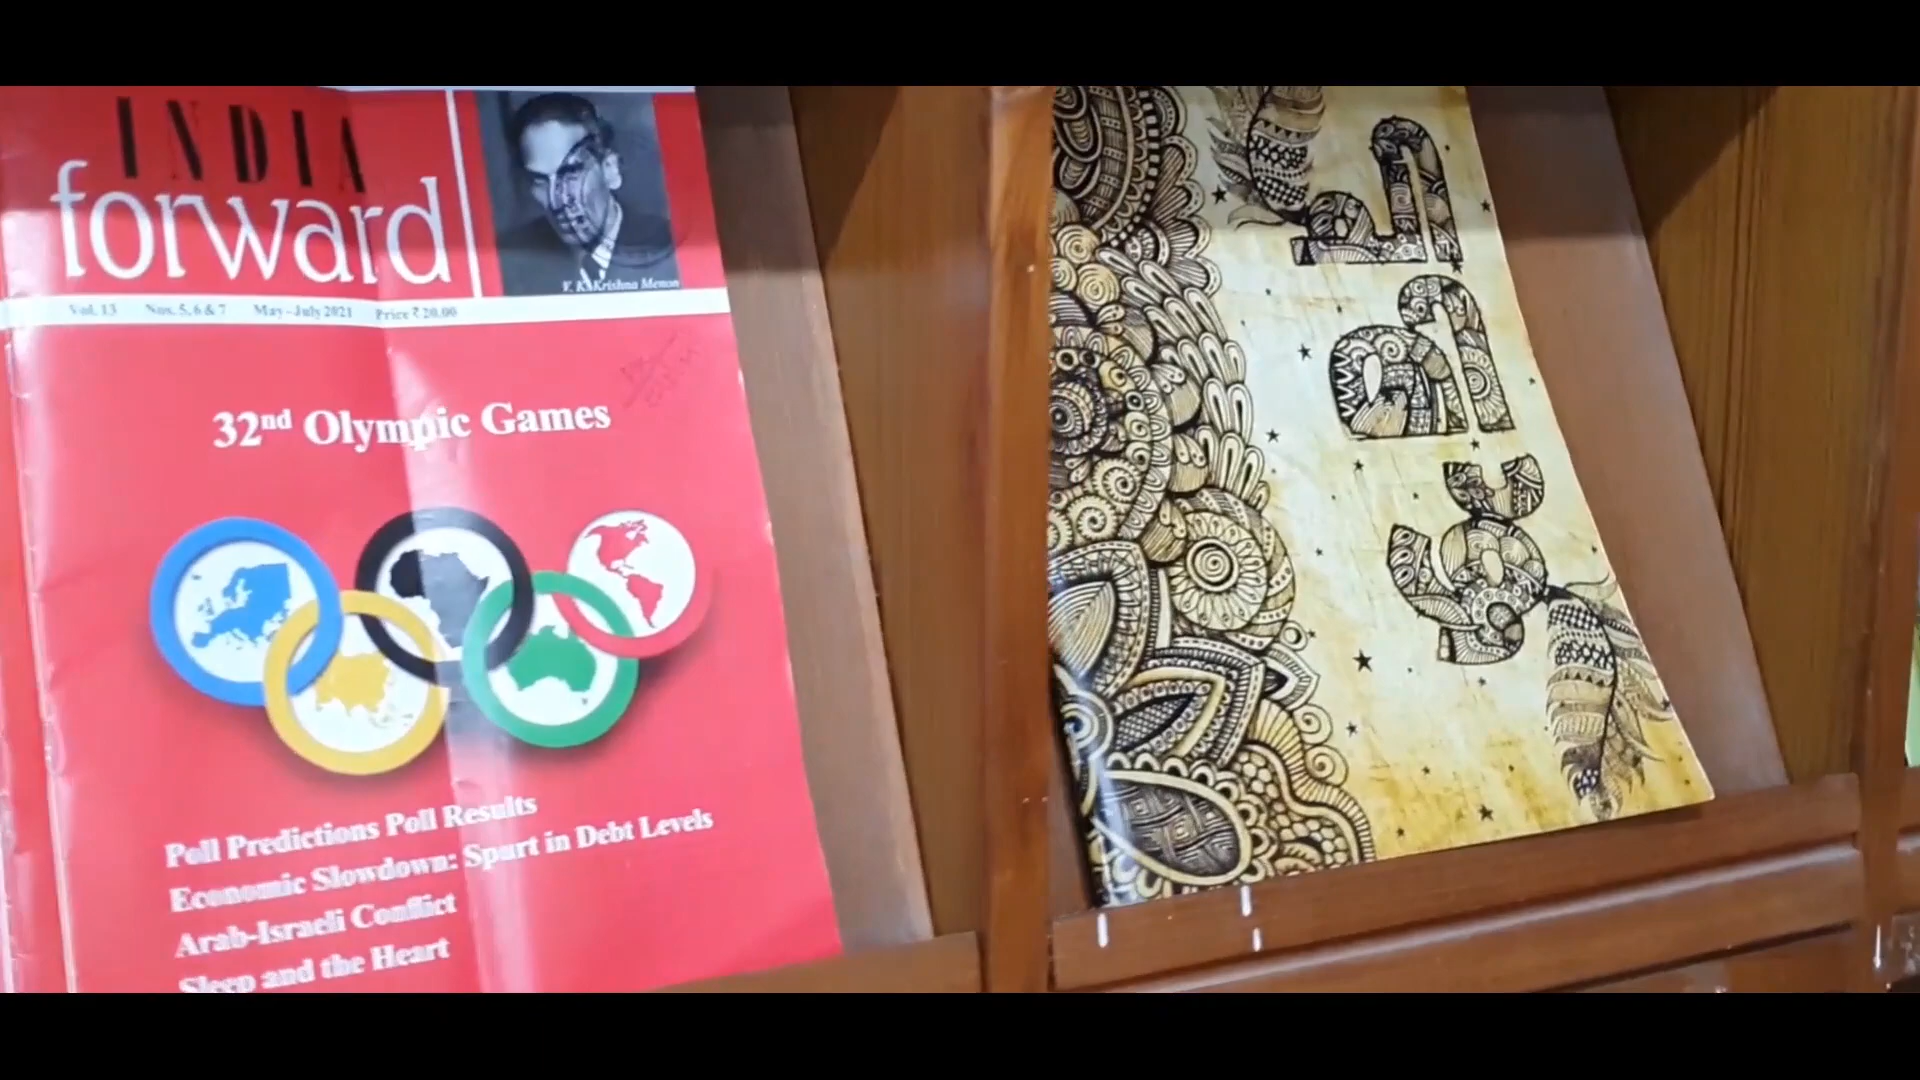 INDIA
forward
V. K. Krishna Menon
Vol. 13 Nos. 5, 6 & 7 May - July 2021 Price ₹ 20.00
32nd Olympic Games
Poll Predictions Poll Results
Economic Slowdown: Spurt in Debt Levels
Arab-Israeli Conflict
Sleep and the Heart